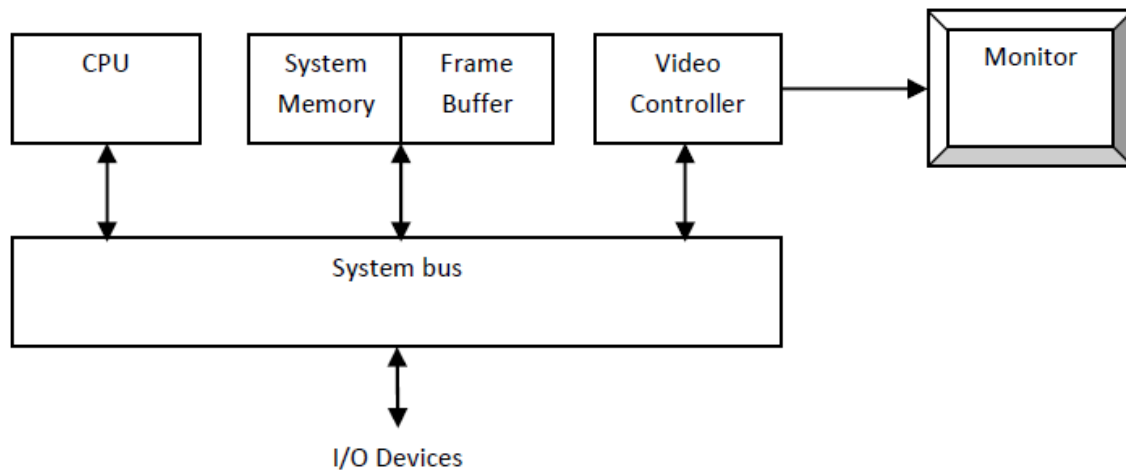 CPU
System
Memory
Frame
Buffer
Video
Controller
Monitor
System bus
I/O Devices